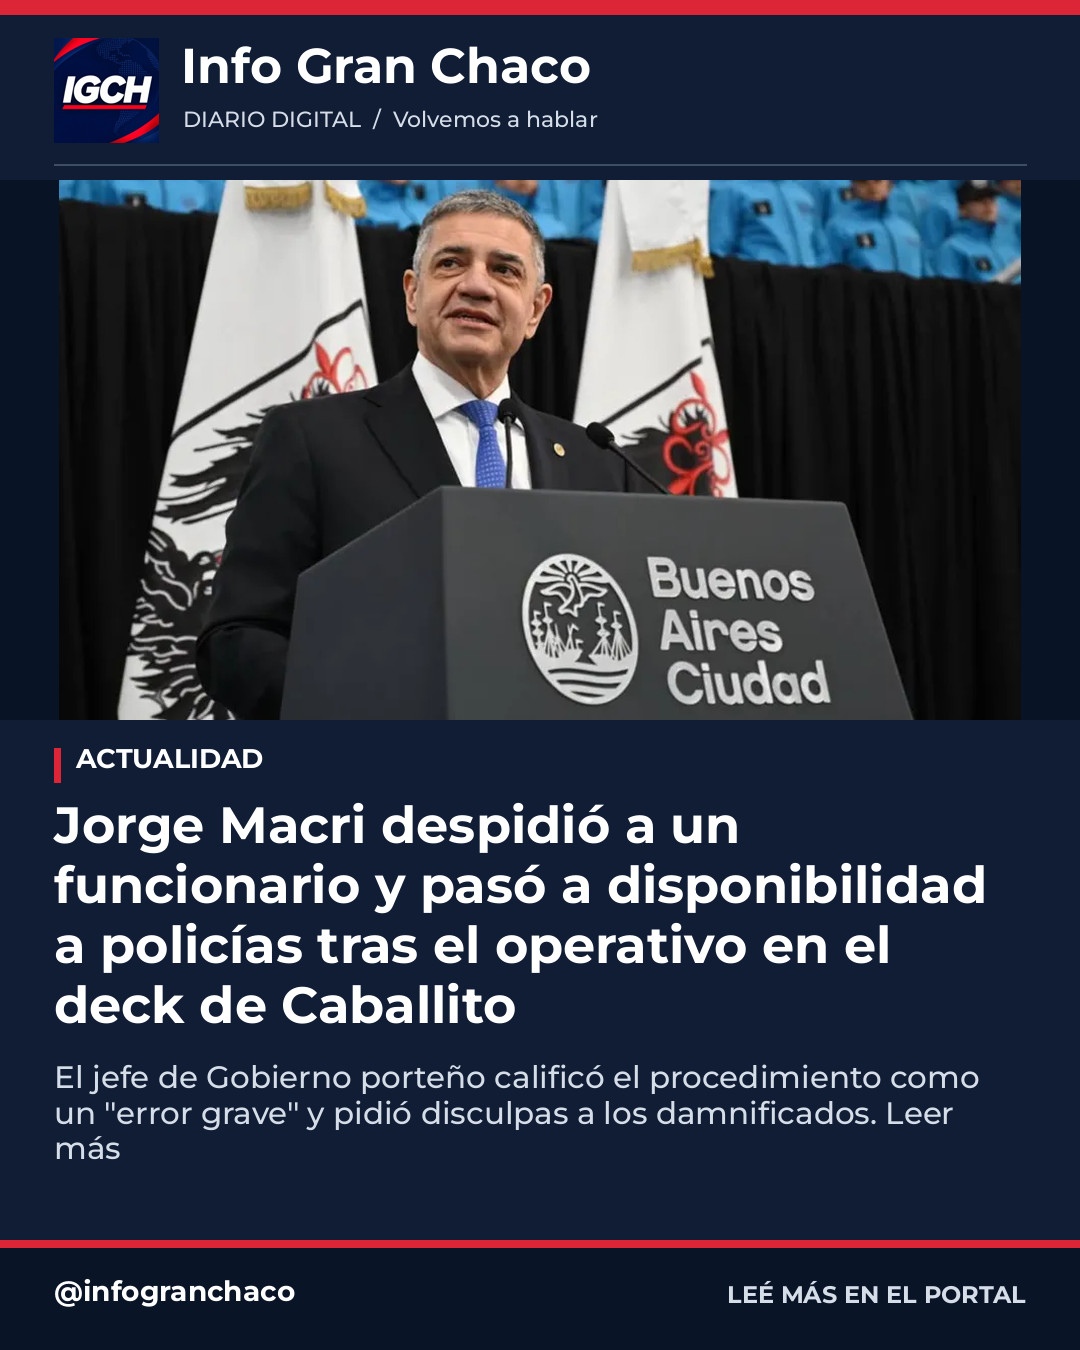 IGCH
Info Gran Chaco
DIARIO DIGITAL / Volvemos a hablar
Buenos
Aires
Ciudad
ACTUALIDAD
Jorge Macri despidió a un
funcionario y pasó a disponibilidad
a policías tras el operativo en el
deck de Caballito
El jefe de Gobierno porteño calificó el procedimiento como
un "error grave" y pidió disculpas a los damnificados. Leer
más
@infogranchaco
LEÉ MÁS EN EL PORTAL